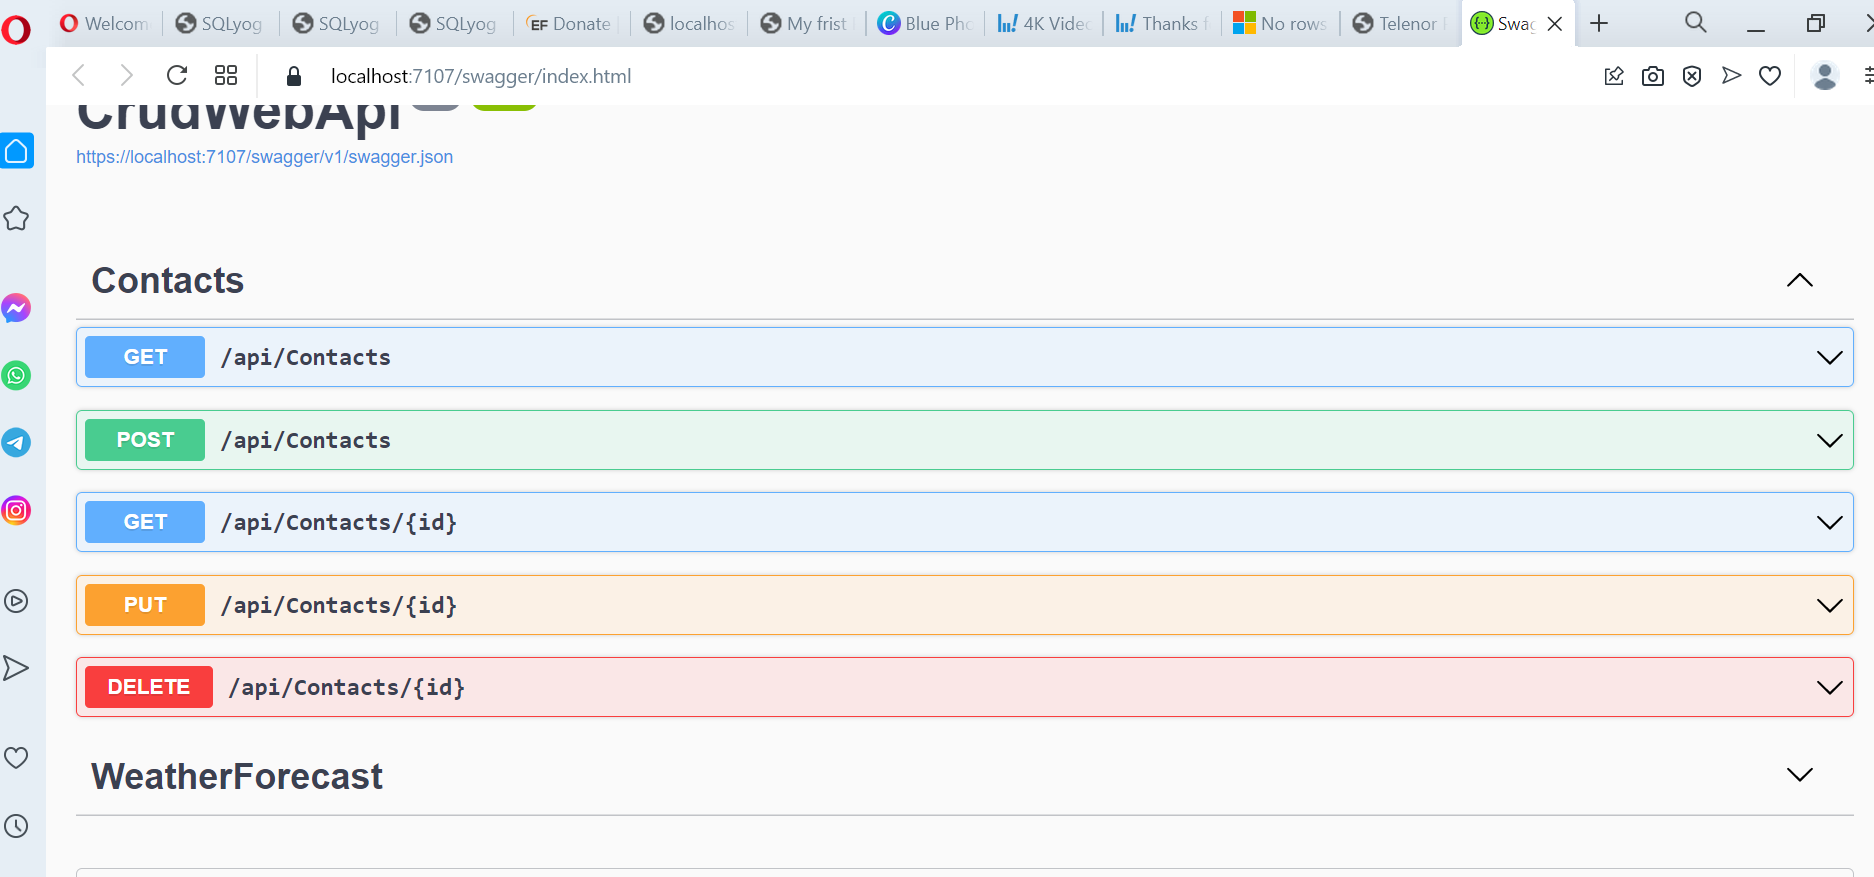 Welcom SQLyog SQLyog SQLyog EF Donate localhos My frist Blue Pho 4K Videc Thanks f No rows Telenor Swag
localhost:7107/swagger/index.html
CrudWebApi
https://localhost:7107/swagger/v1/swagger.json
Contacts
GET /api/Contacts
POST /api/Contacts
GET /api/Contacts/{id}
PUT /api/Contacts/{id}
DELETE /api/Contacts/{id}
WeatherForecast